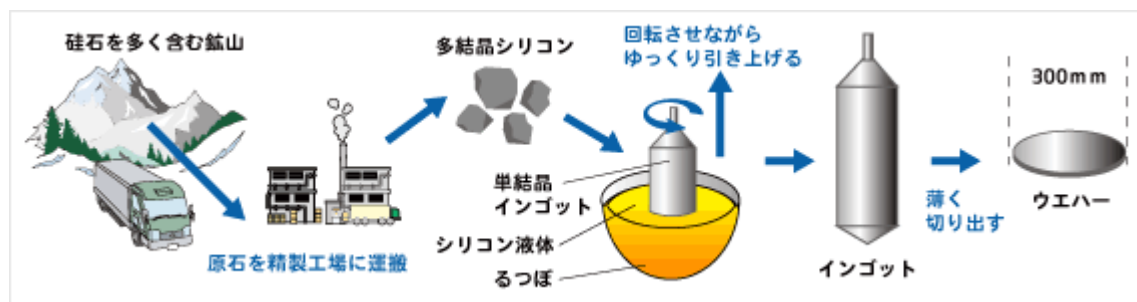 硅石を多く含む鉱山
原石を精製工場に運搬
多結晶シリコン
回転させながら
ゆっくり引き上げる
単結晶
インゴット
シリコン液体
るつぼ
インゴット
薄く
切り出す
300mm
ウエハー